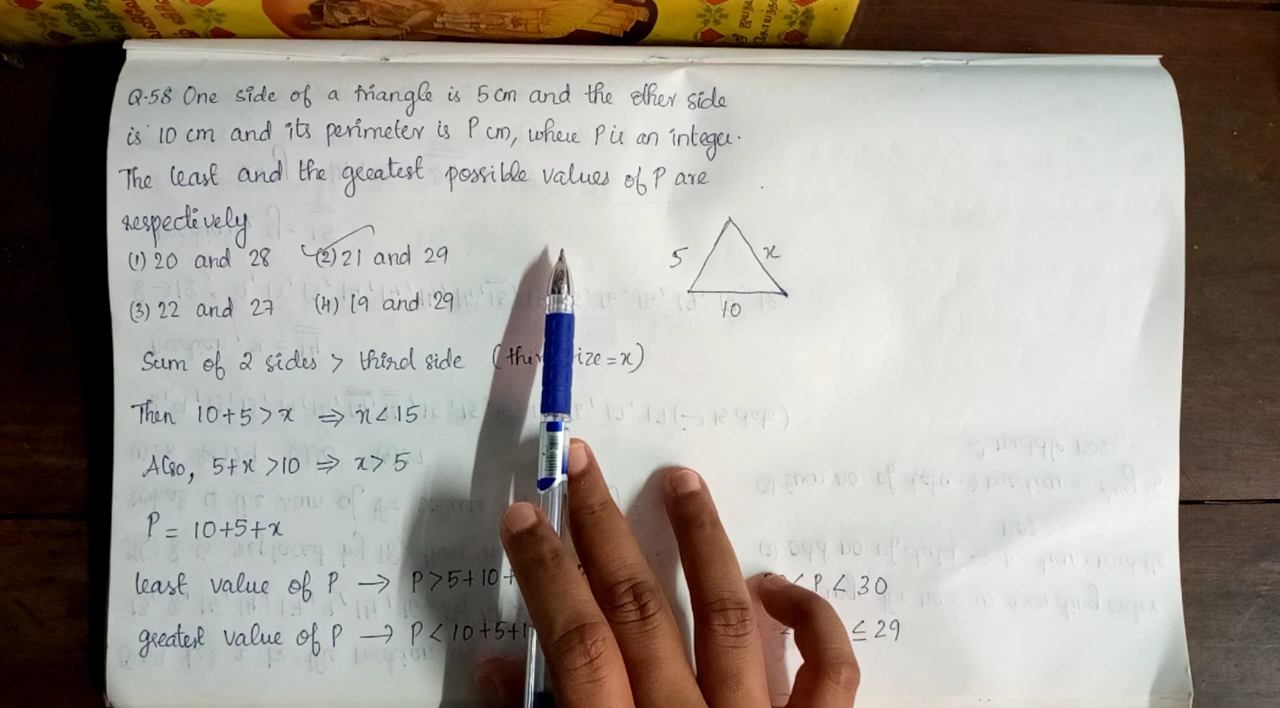 Q.58 One side of a triangle is 5 cm and the other side
is 10 cm and its perimeter is P cm, where P is an integer.
The least and the greatest possible values of P are
respectively
(1) 20 and 28 (2) 21 and 29
(3) 22 and 27 (4) 19 and 29
5 x
10
Sum of 2 sides > third side (thi ize = x)
Then 10+5 > x ⇒ x < 15
Also, 5+x > 10 ⇒ x > 5
P = 10+5+x
least value of P → P > 5+10+ < P < 30
greatest value of P → P < 10+5+1 ≤ 29